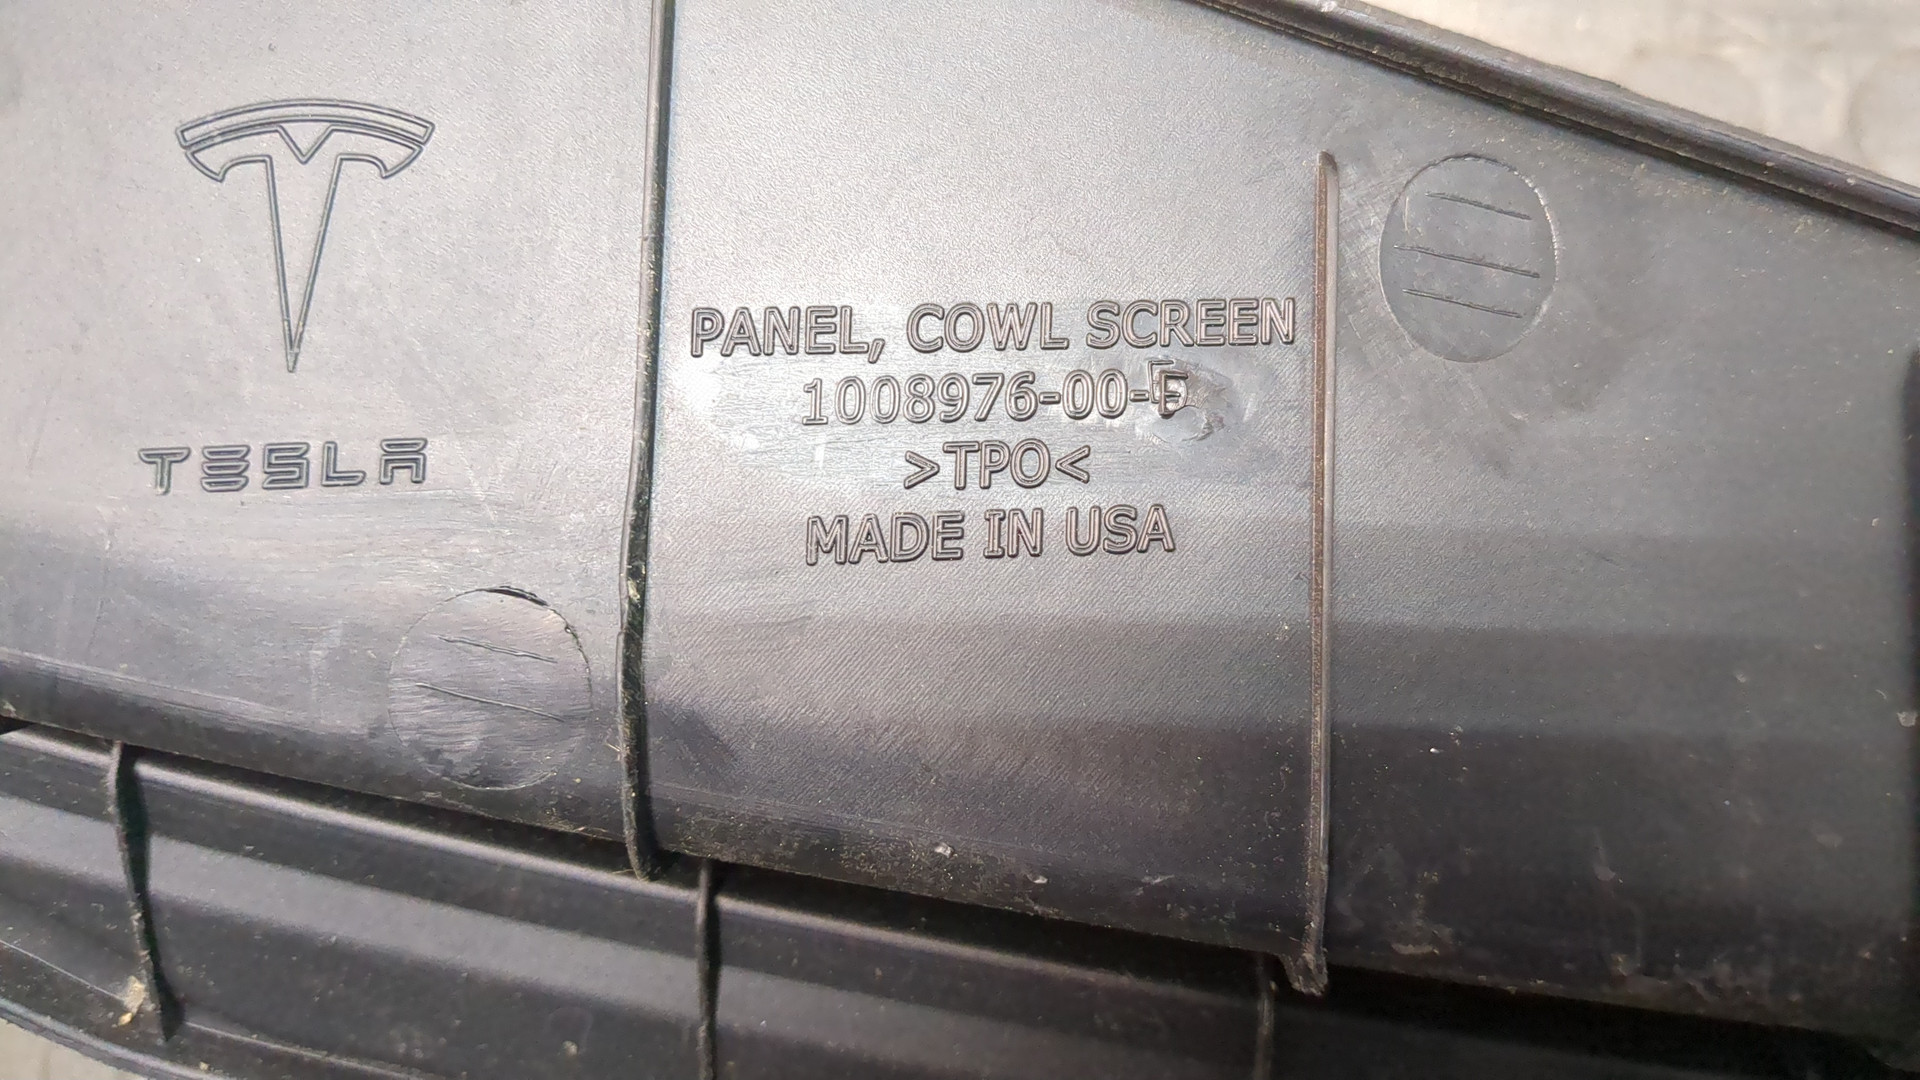 TESLA
PANEL, COWL SCREEN
1008976-00-
>TPO<
MADE IN USA